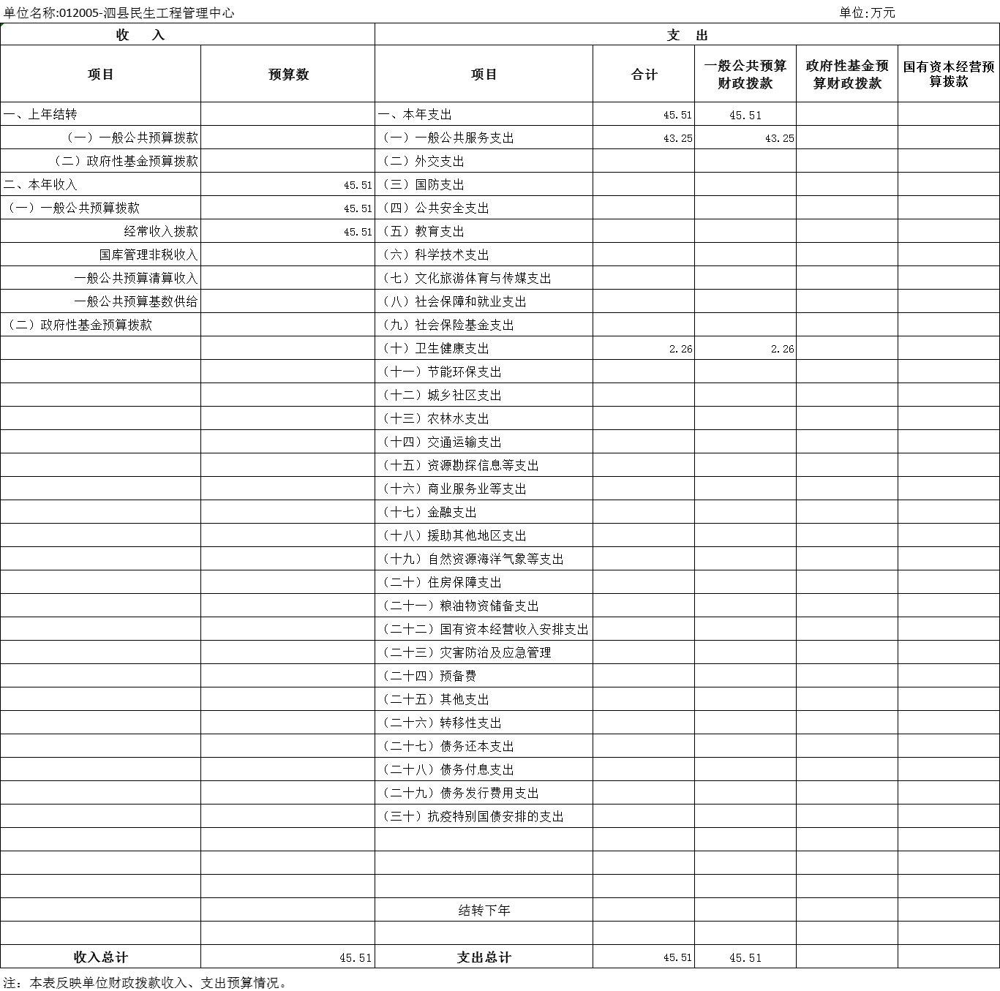 单位名称:012005-泗县民生工程管理中心 单位:万元
收 入 支 出
项目 预算数 项目 合计 一般公共预算财政拨款 政府性基金预算财政拨款 国有资本经营预算拨款
一、上年结转 一、本年支出 45.51 45.51
（一）一般公共预算拨款 （一）一般公共服务支出 43.25 43.25
（二）政府性基金预算拨款 （二）外交支出
二、本年收入 45.51 （三）国防支出
（一）一般公共预算拨款 45.51 （四）公共安全支出
经常收入拨款 45.51 （五）教育支出
国库管理非税收入 （六）科学技术支出
一般公共预算清算收入 （七）文化旅游体育与传媒支出
一般公共预算基数供给 （八）社会保障和就业支出
（二）政府性基金预算拨款 （九）社会保险基金支出
（十）卫生健康支出 2.26 2.26
（十一）节能环保支出
（十二）城乡社区支出
（十三）农林水支出
（十四）交通运输支出
（十五）资源勘探信息等支出
（十六）商业服务业等支出
（十七）金融支出
（十八）援助其他地区支出
（十九）自然资源海洋气象等支出
（二十）住房保障支出
（二十一）粮油物资储备支出
（二十二）国有资本经营收入安排支出
（二十三）灾害防治及应急管理
（二十四）预备费
（二十五）其他支出
（二十六）转移性支出
（二十七）债务还本支出
（二十八）债务付息支出
（二十九）债务发行费用支出
（三十）抗疫特别国债安排的支出
结转下年
收入总计 45.51 支出总计 45.51 45.51
注：本表反映单位财政拨款收入、支出预算情况。